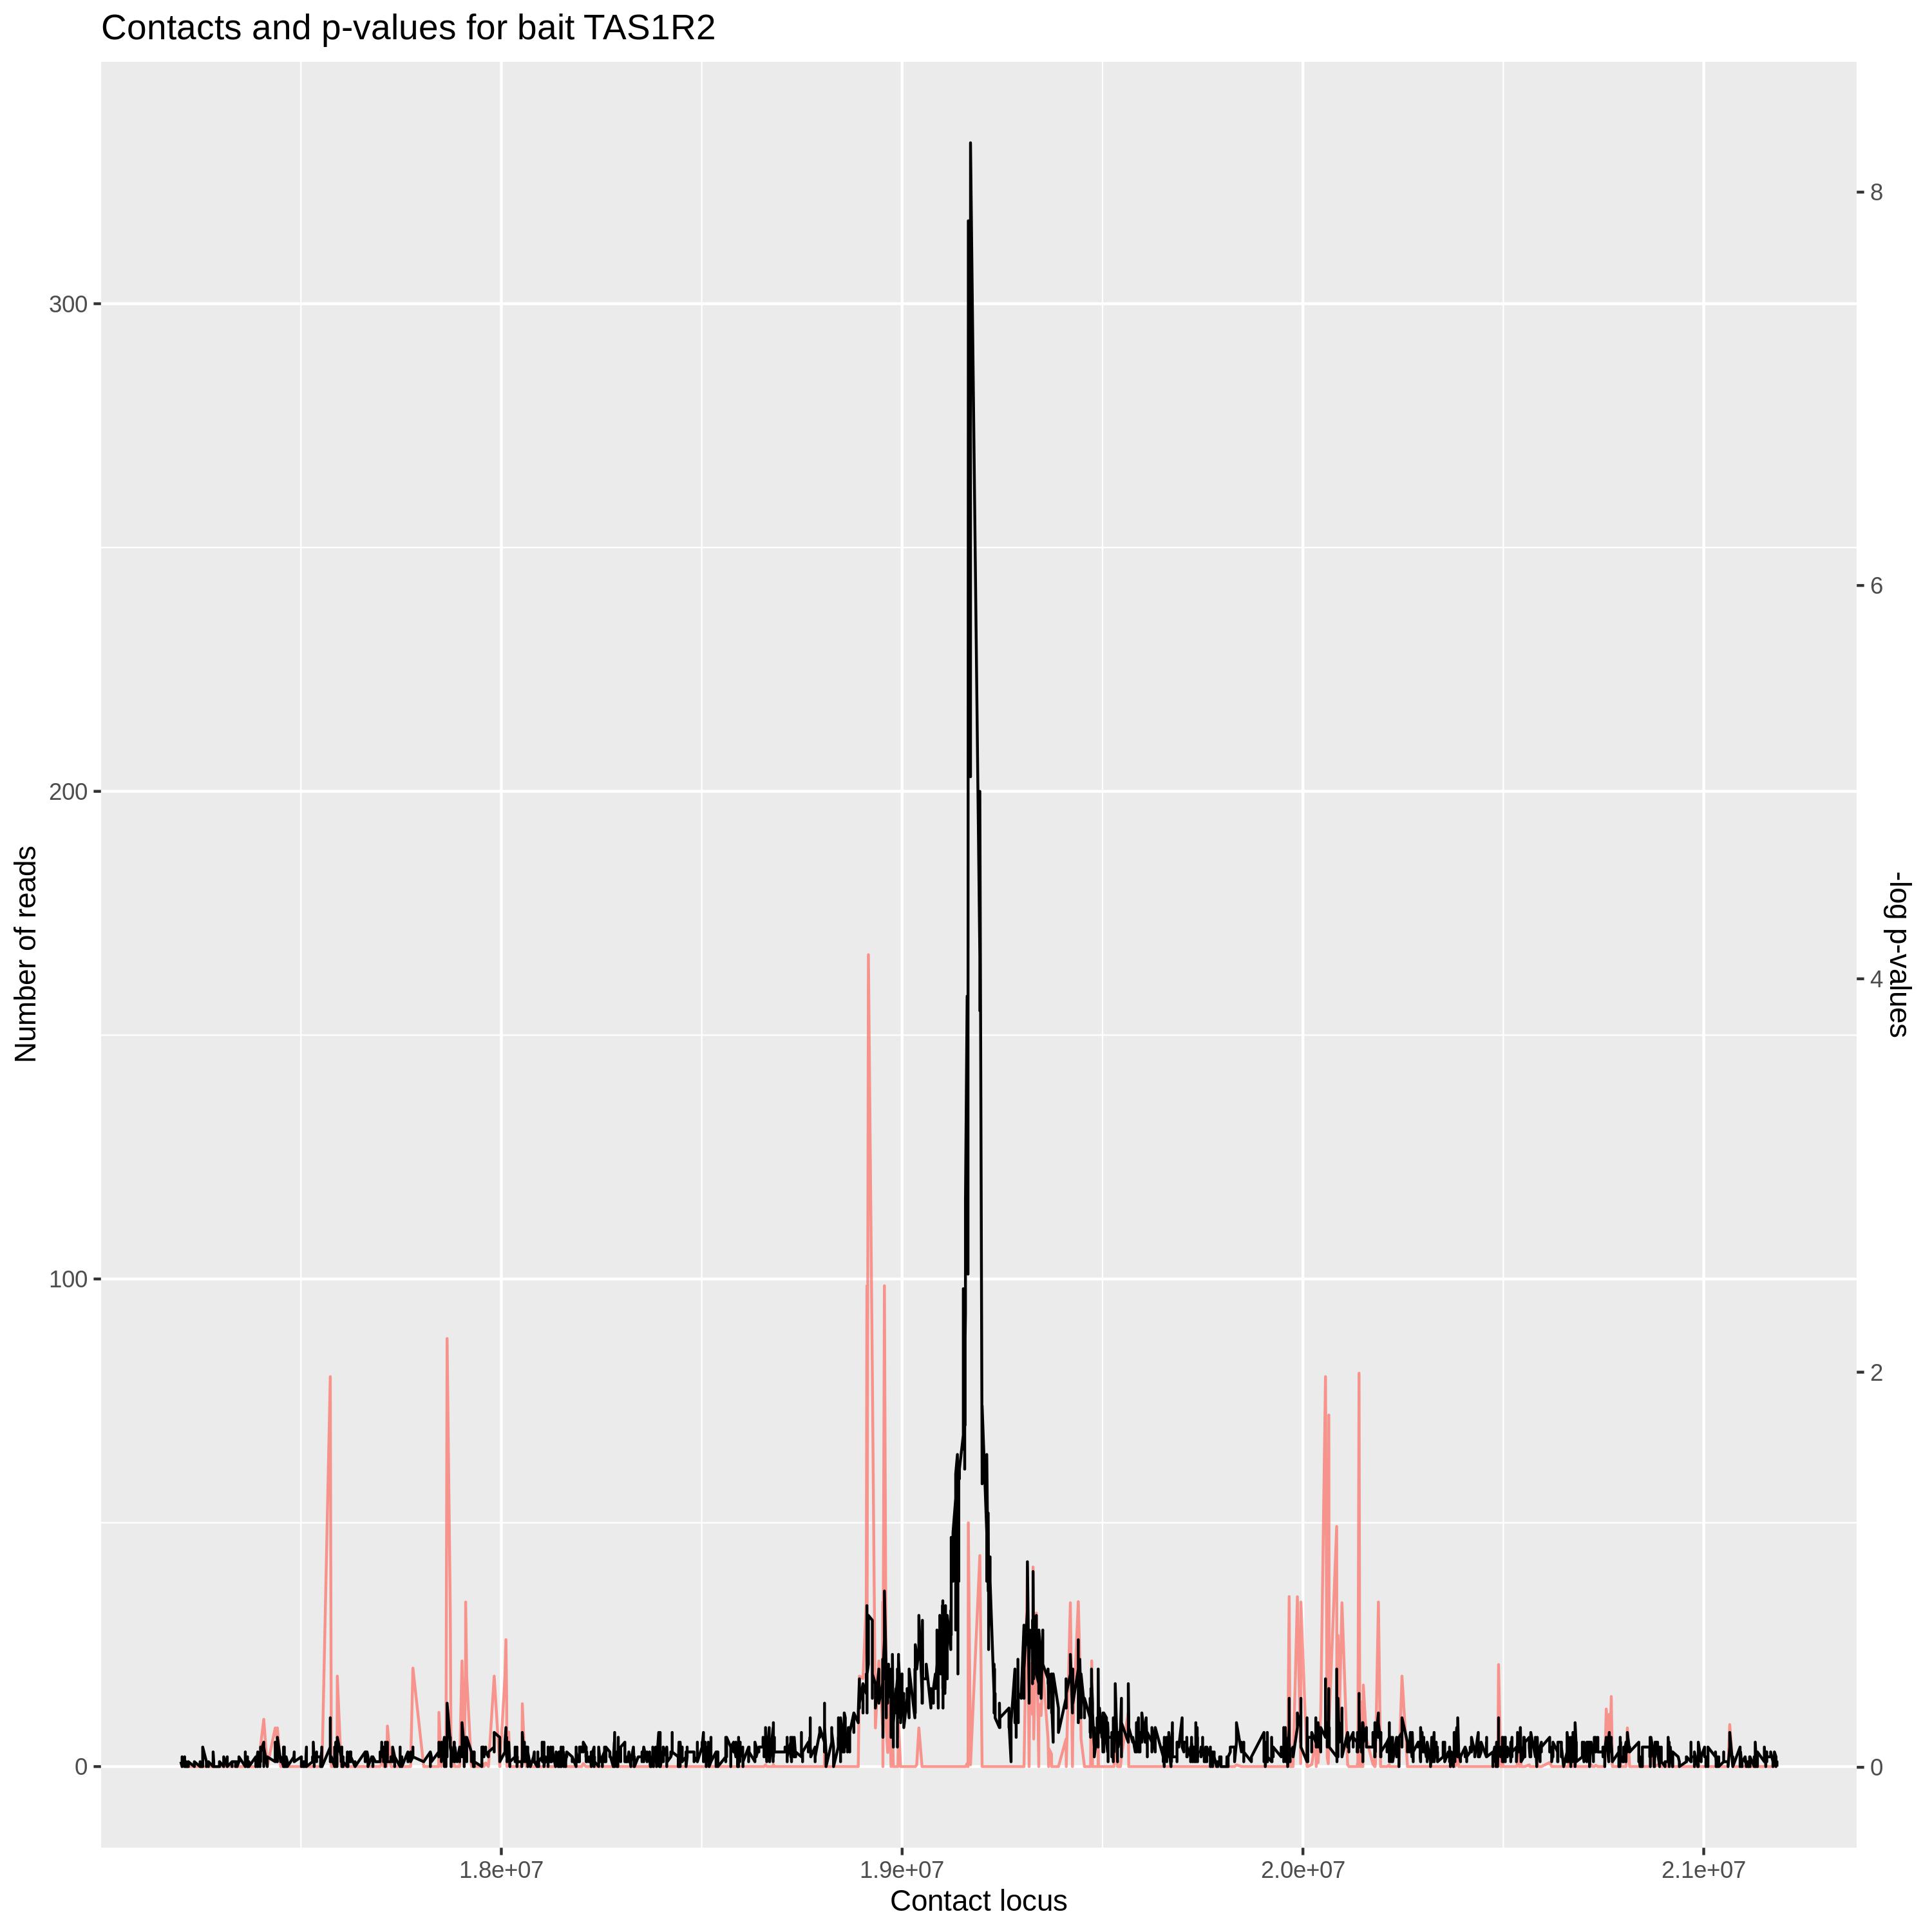 Contacts and p-values for bait TAS1R2
Number of reads
300
200
100
0
8
6
4
2
0
-log p-values
1.8e+07
1.9e+07
2.0e+07
2.1e+07
Contact locus